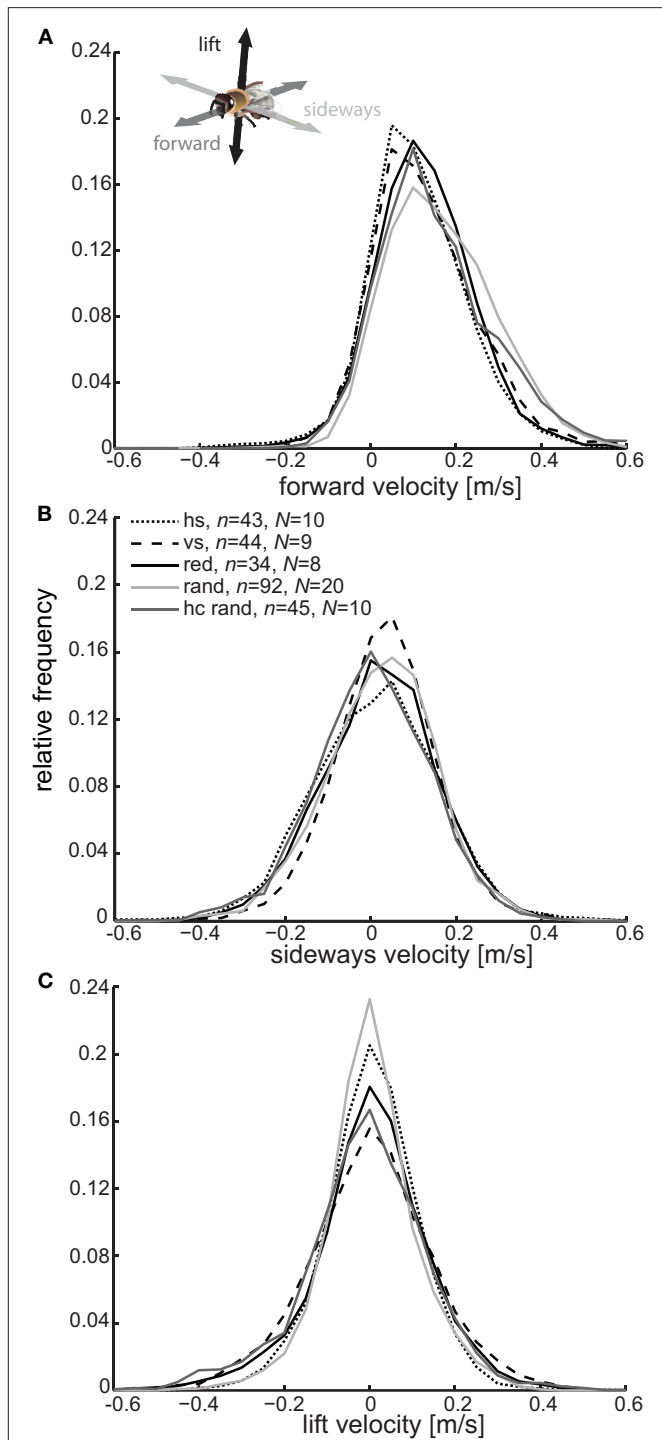 A
lift
sideways
forward
0.24
0.2
0.16
0.12
0.08
0.04
0
−0.6 −0.4 −0.2 0 0.2 0.4 0.6
forward velocity [m/s]
B
0.24
0.2
0.16
0.12
0.08
0.04
0
hs, n=43, N=10
vs, n=44, N=9
red, n=34, N=8
rand, n=92, N=20
hc rand, n=45, N=10
relative frequency
-0.6 −0.4 −0.2 0 0.2 0.4 0.6
sideways velocity [m/s]
C
0.24
0.2
0.16
0.12
0.08
0.04
0
-0.6 −0.4 −0.2 0 0.2 0.4 0.6
lift velocity [m/s]